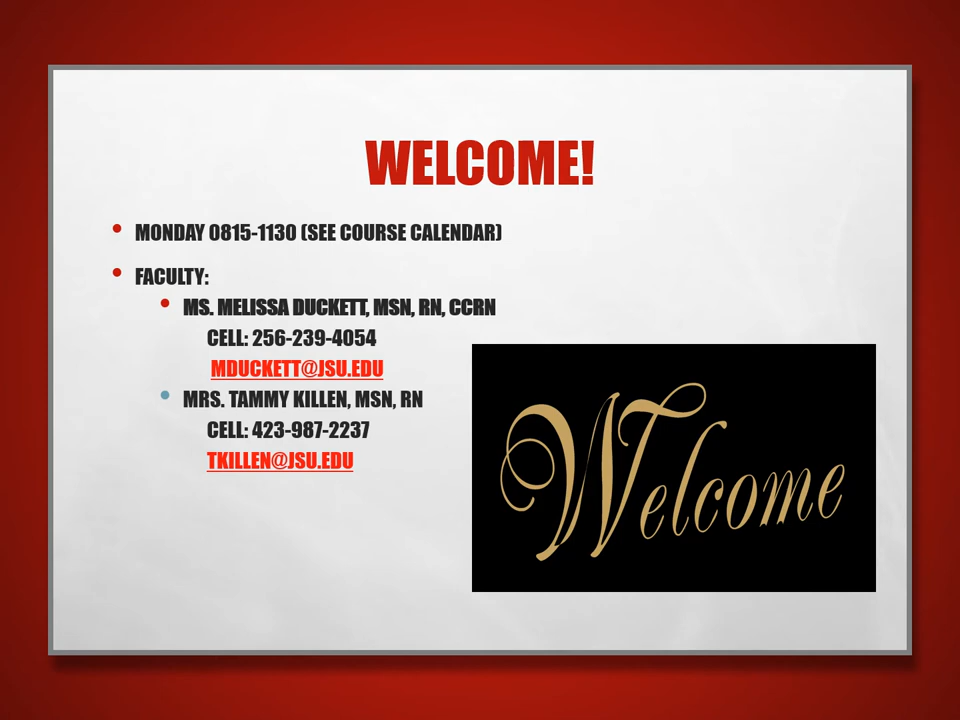 WELCOME!
• MONDAY 0815-1130 (SEE COURSE CALENDAR)
• FACULTY:
• MS. MELISSA DUCKETT, MSN, RN, CCRN
CELL: 256-239-4054
MDUCKETT@JSU.EDU
• MRS. TAMMY KILLEN, MSN, RN
CELL: 423-987-2237
TKILLEN@JSU.EDU
Welcome